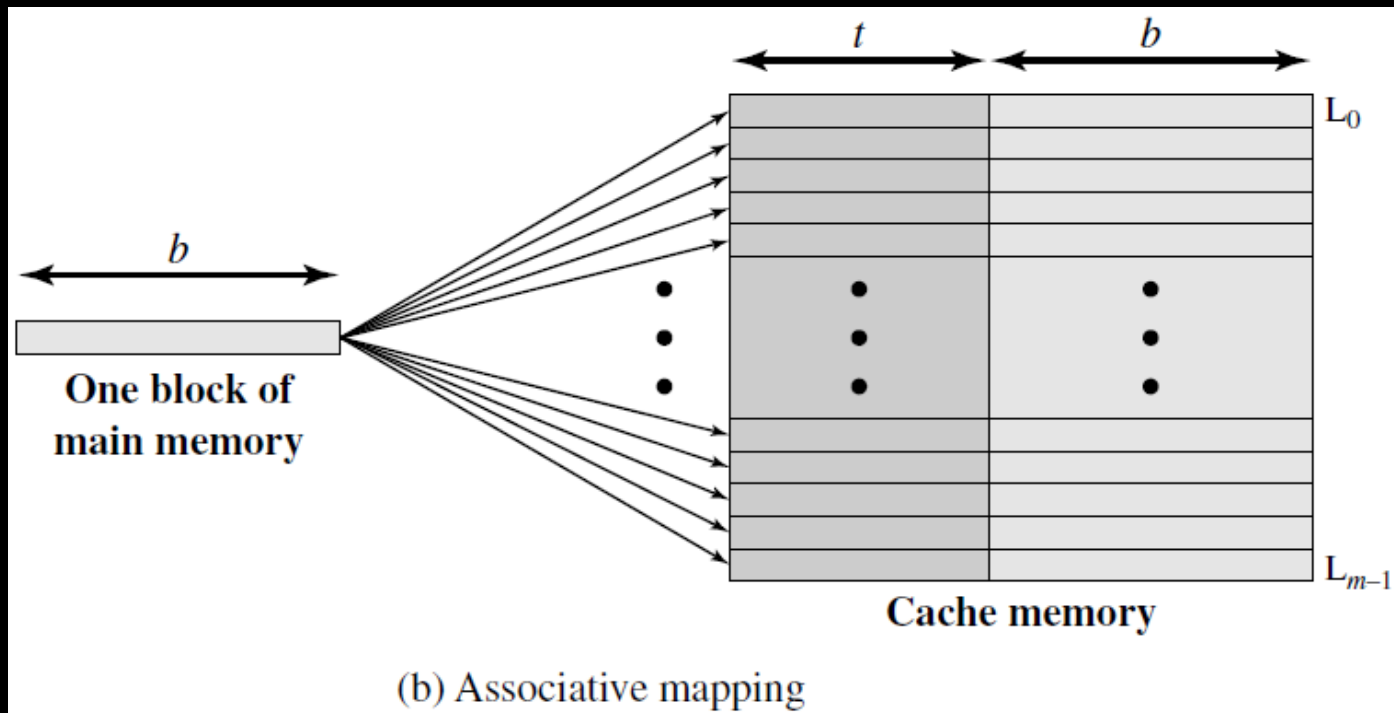 t
b
L0
b
One block of
main memory
Lm–1
Cache memory
(b) Associative mapping